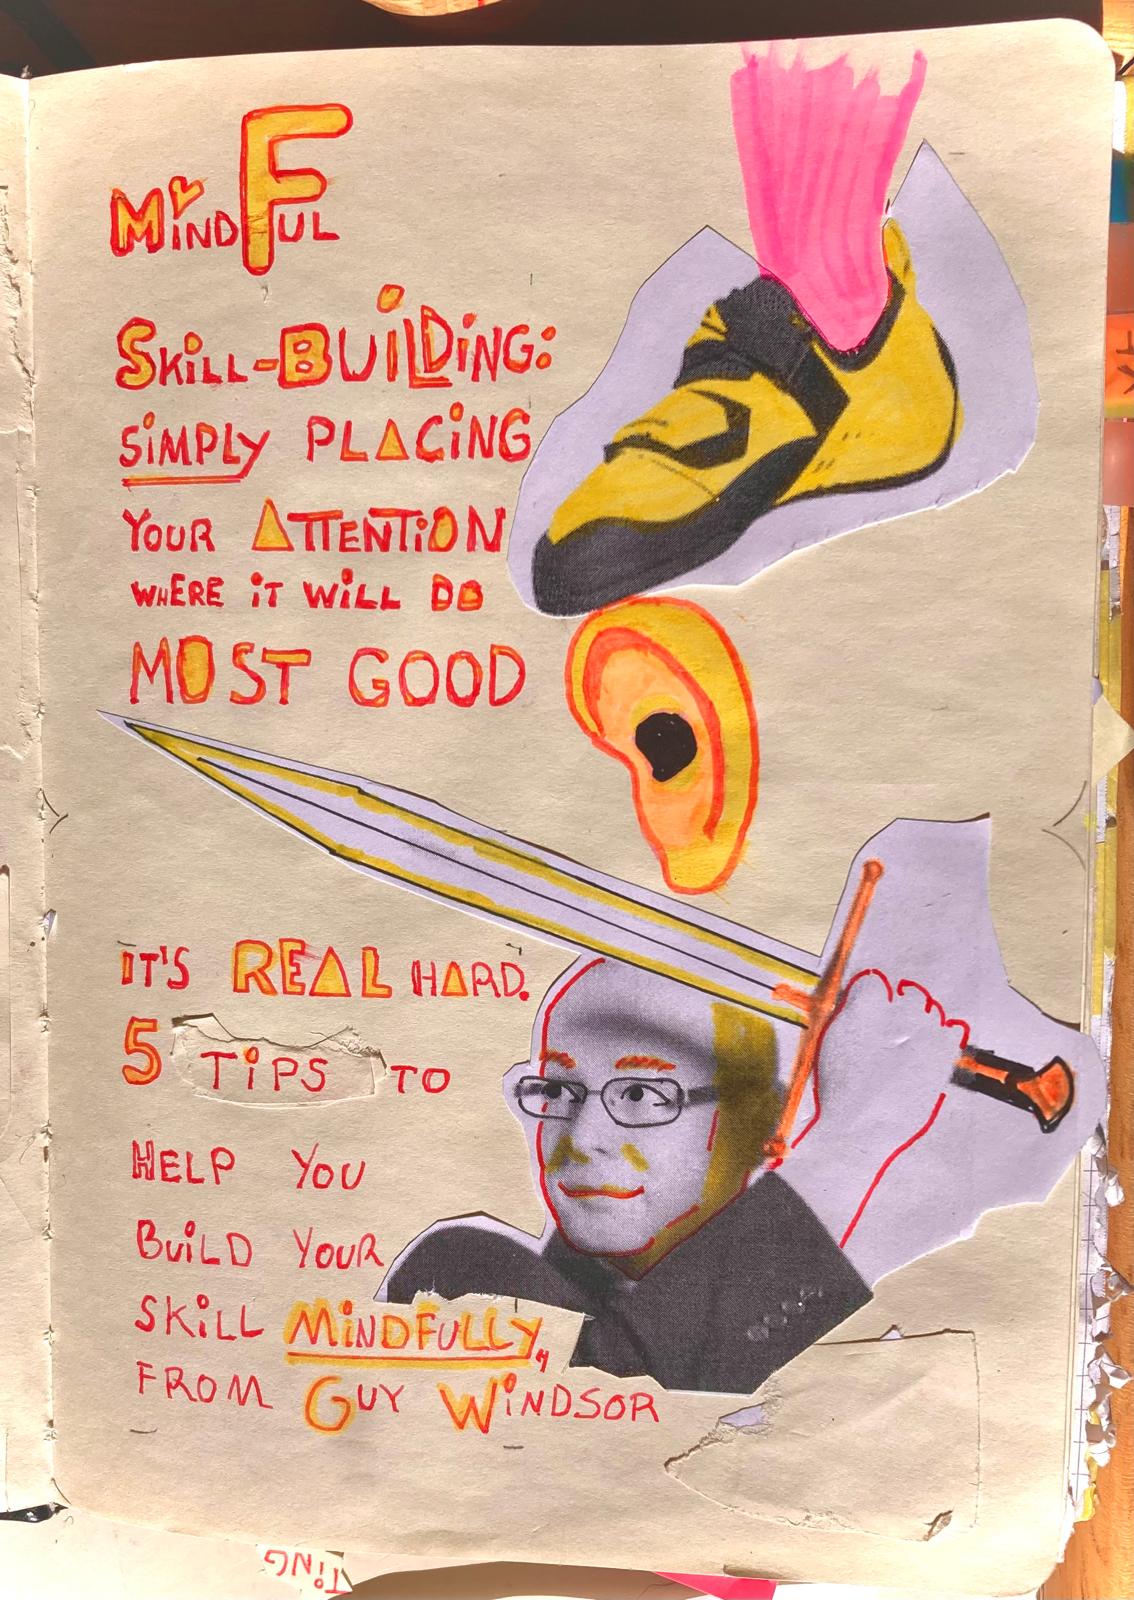 MiNDFUL
SKiLL-BUiLDiNG:
SiMPLY PLACiNG
YOUR ATTENTiON
WHERE iT WiLL DO
MOST GOOD
iT'S REAL HARD.
5 TiPS TO
HELP YOU
BUiLD YOUR
SKiLL MiNDFULLY,
FROM GUY WiNDSOR
TiNG